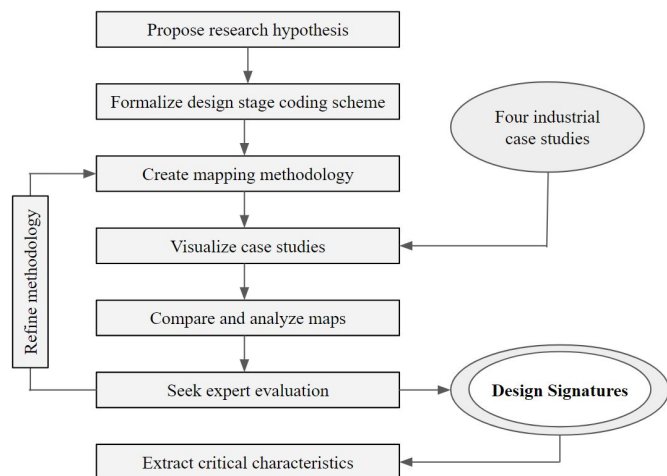 Propose research hypothesis
Formalize design stage coding scheme
Four industrial
case studies
Create mapping methodology
Refine methodology
Visualize case studies
Compare and analyze maps
Seek expert evaluation
Design Signatures
Extract critical characteristics